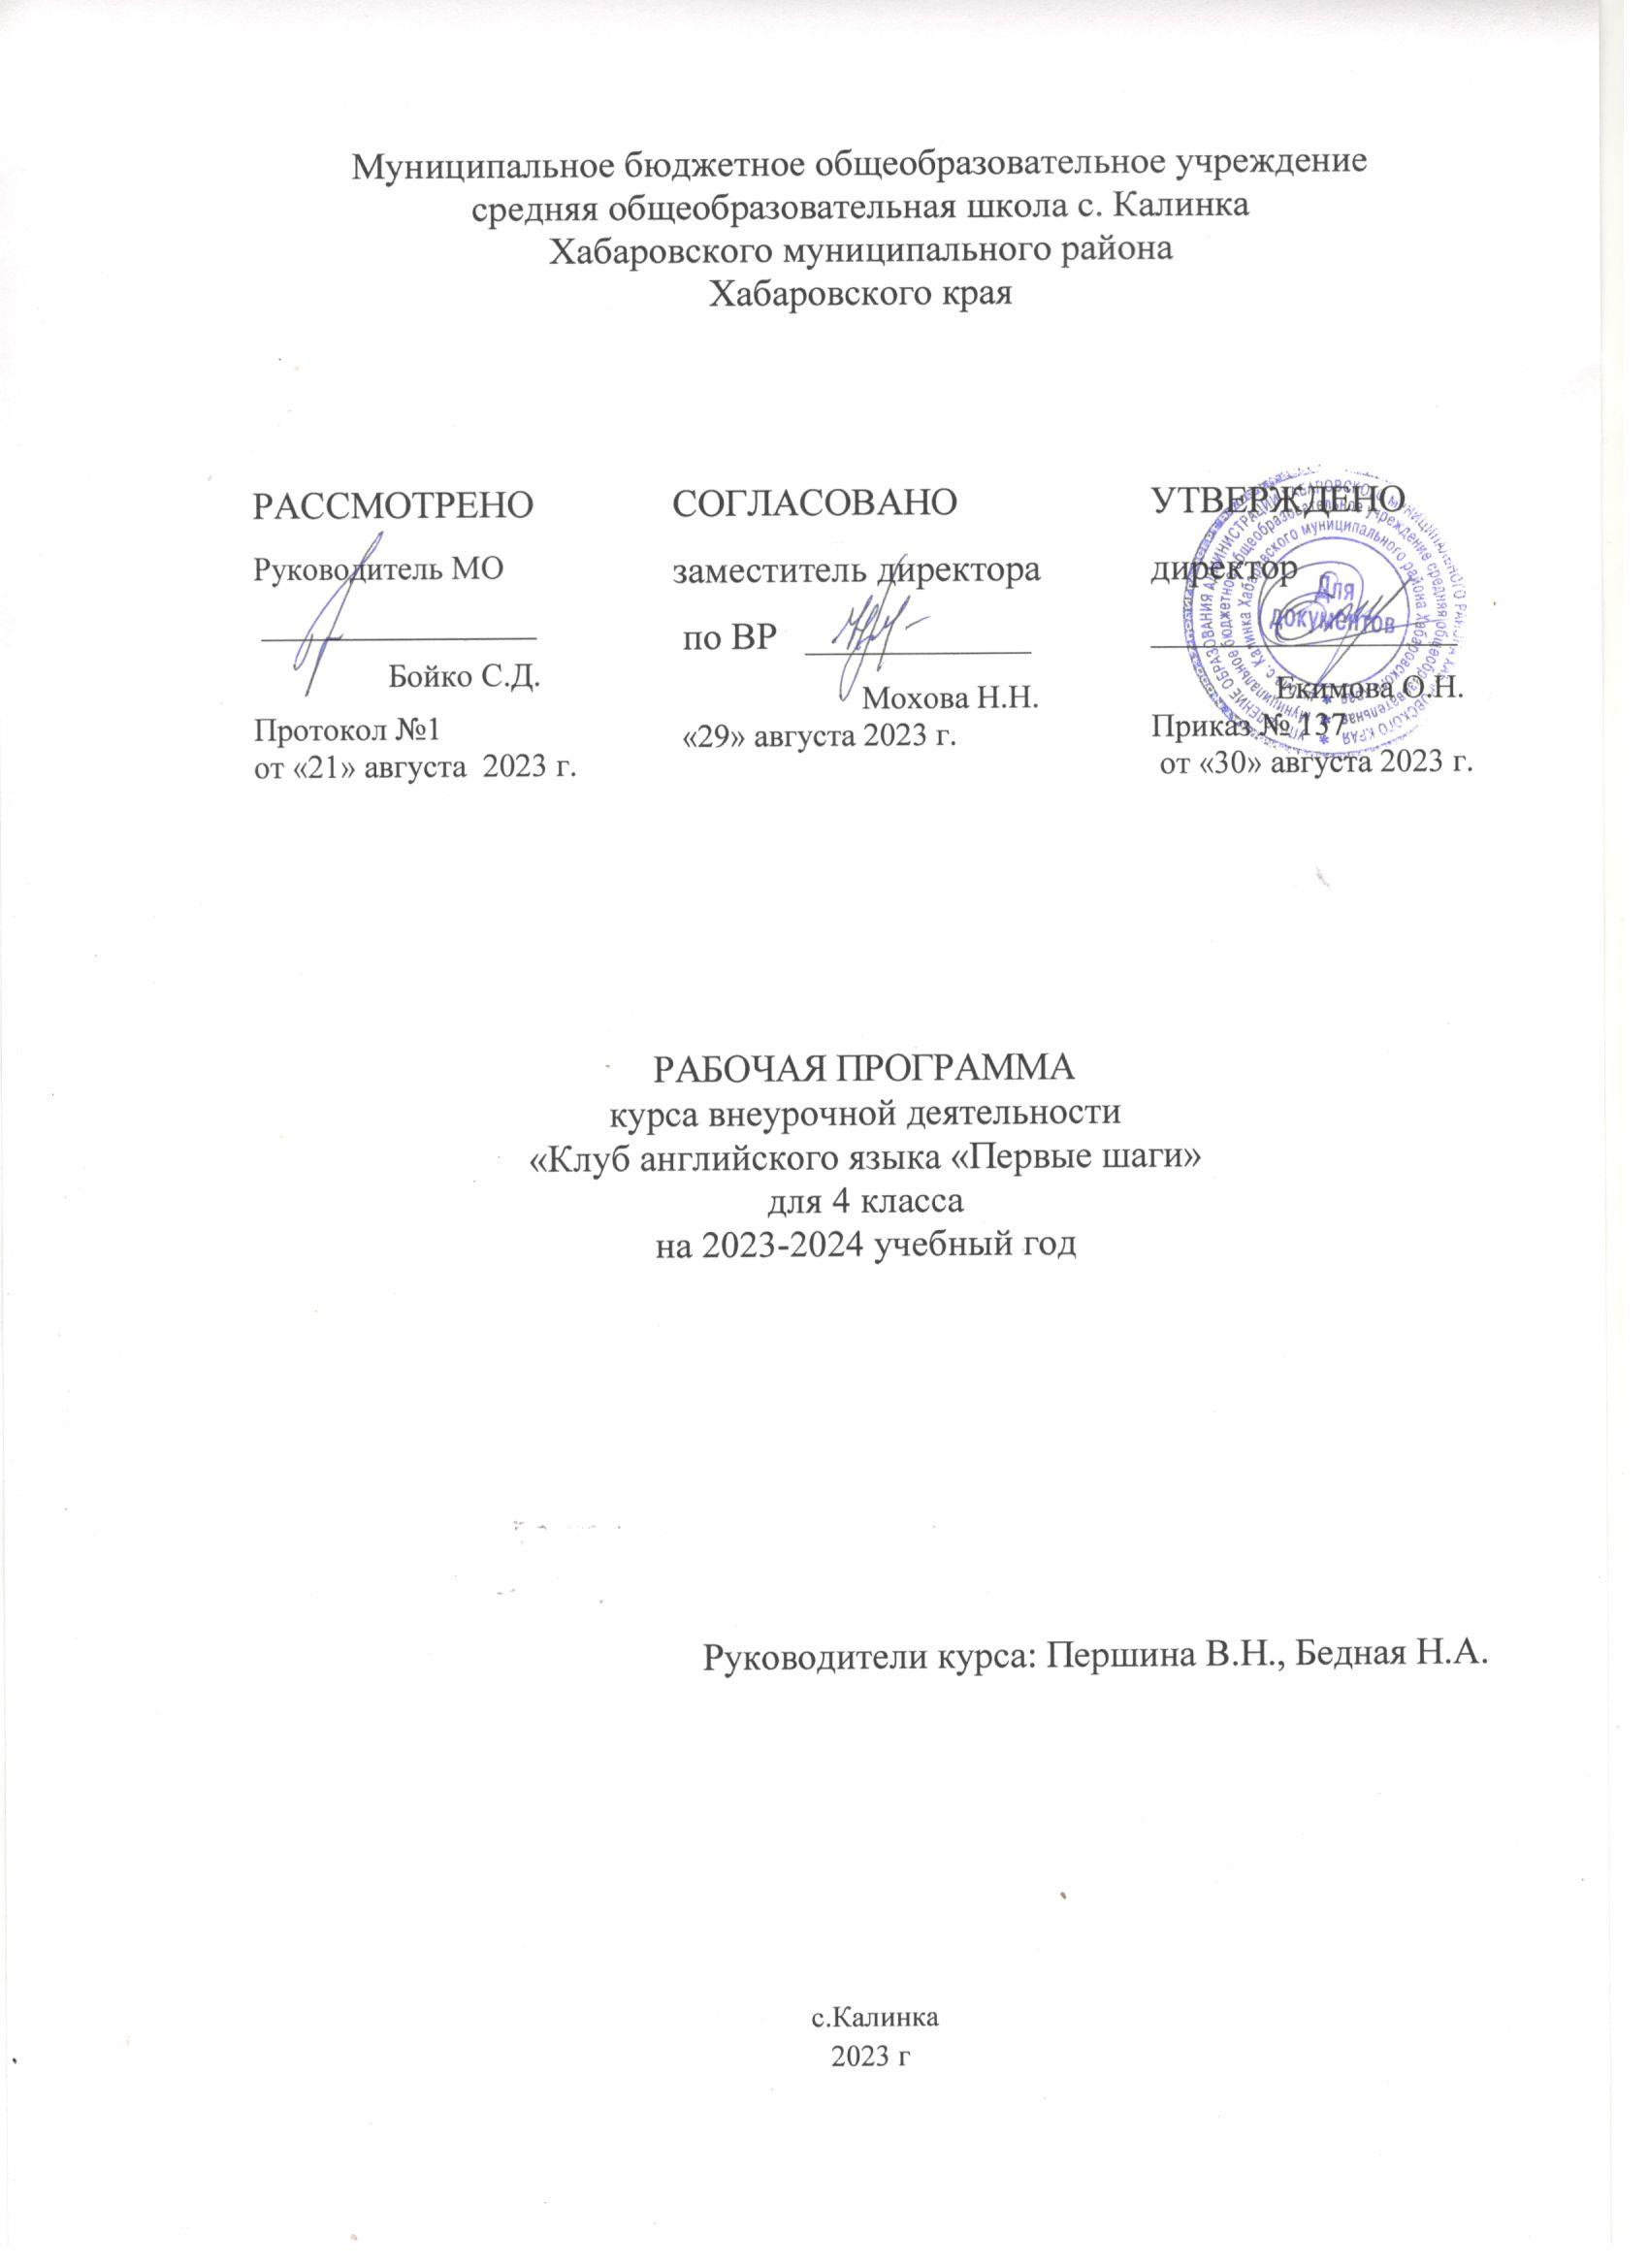 Муниципальное бюджетное общеобразовательное учреждение
средняя общеобразовательная школа с. Калинка
Хабаровского муниципального района
Хабаровского края
РАССМОТРЕНО
Руководитель МО
Бойко С.Д.
Протокол №1
от «21» августа 2023 г.
СОГЛАСОВАНО
заместитель директора
по ВР
Мохова Н.Н.
«29» августа 2023 г.
УТВЕРЖДЕНО
директор
Для
документов
Екимова О.Н.
Приказ № 137
от «30» августа 2023 г.
РАБОЧАЯ ПРОГРАММА
курса внеурочной деятельности
«Клуб английского языка «Первые шаги»
для 4 класса
на 2023-2024 учебный год
Руководители курса: Першина В.Н., Бедная Н.А.
с.Калинка
2023 г